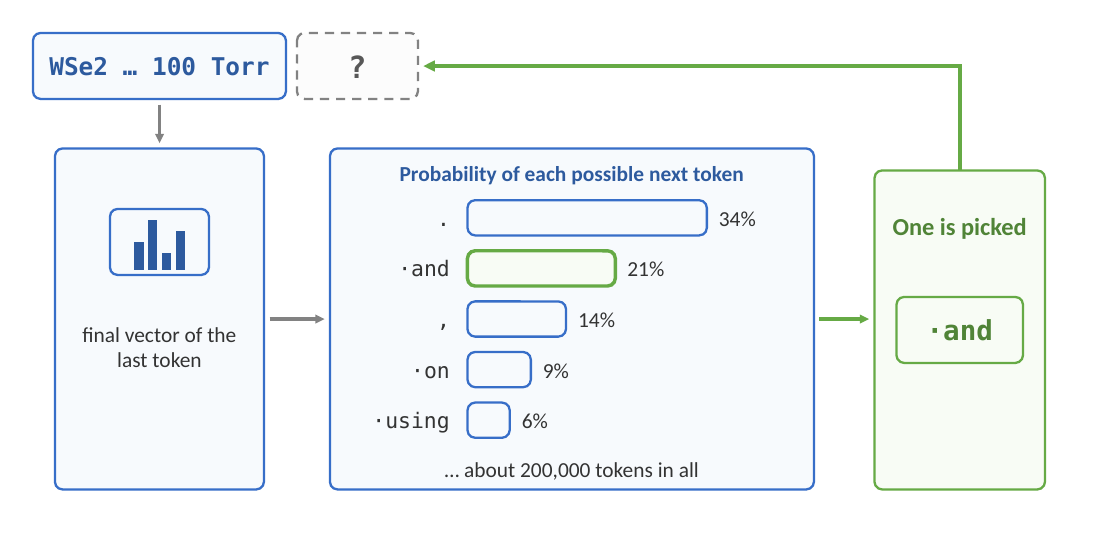 WSe2 … 100 Torr
?
final vector of the
last token
Probability of each possible next token
. 34%
·and 21%
, 14%
·on 9%
·using 6%
... about 200,000 tokens in all
One is picked
·and